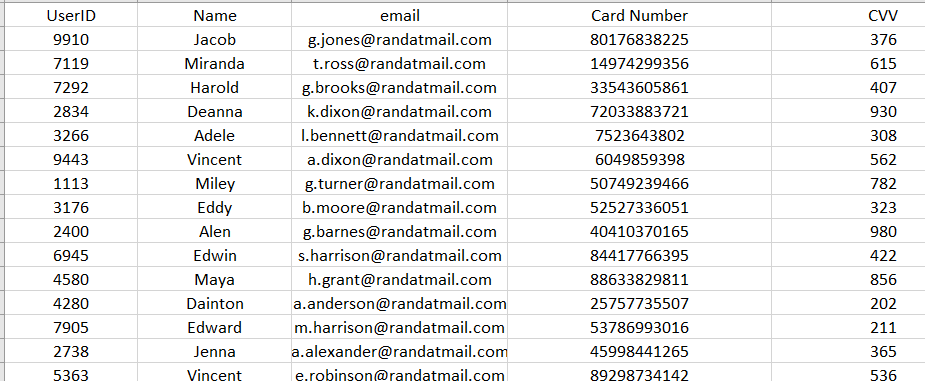 UserID Name email Card Number CVV
9910 Jacob g.jones@randatmail.com 80176838225 376
7119 Miranda t.ross@randatmail.com 14974299356 615
7292 Harold g.brooks@randatmail.com 33543605861 407
2834 Deanna k.dixon@randatmail.com 72033883721 930
3266 Adele l.bennett@randatmail.com 7523643802 308
9443 Vincent a.dixon@randatmail.com 6049859398 562
1113 Miley g.turner@randatmail.com 50749239466 782
3176 Eddy b.moore@randatmail.com 52527336051 323
2400 Alen g.barnes@randatmail.com 40410370165 980
6945 Edwin s.harrison@randatmail.com 84417766395 422
4580 Maya h.grant@randatmail.com 88633829811 856
4280 Dainton a.anderson@randatmail.com 25757735507 202
7905 Edward m.harrison@randatmail.com 53786993016 211
2738 Jenna a.alexander@randatmail.com 45998441265 365
5363 Vincent e.robinson@randatmail.com 89298734142 536